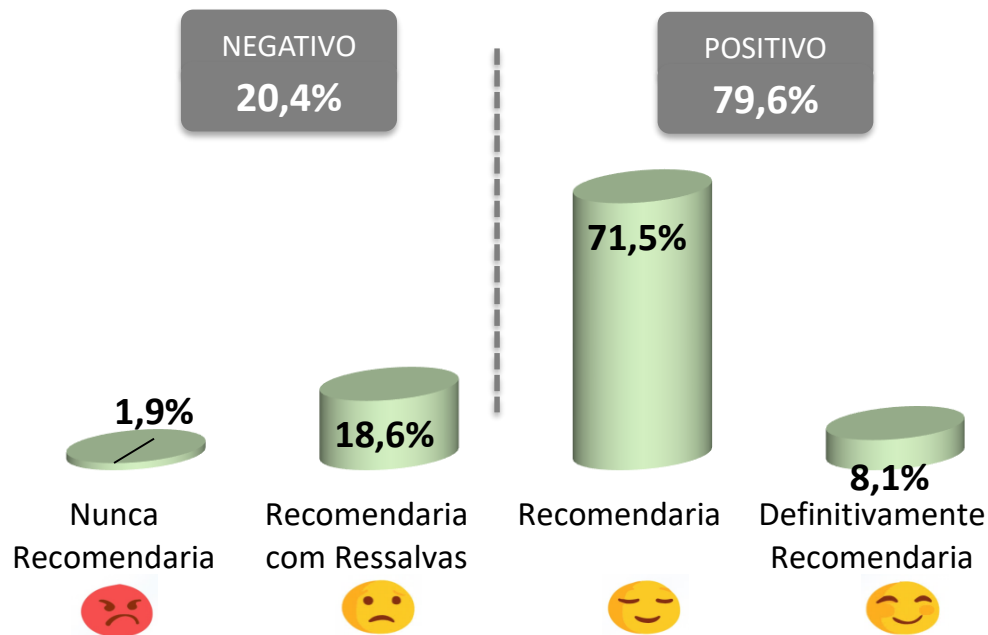 NEGATIVO
20,4%
POSITIVO
79,6%
1,9%
18,6%
71,5%
8,1%
Nunca
Recomendaria
Recomendaria
com Ressalvas
Recomendaria
Definitivamente
Recomendaria